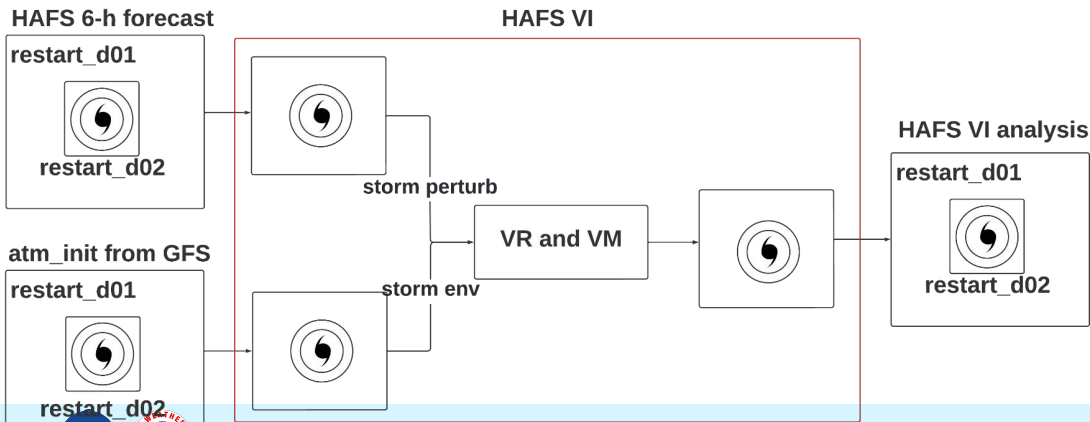 HAFS 6-h forecast
HAFS VI
restart_d01
restart_d02
storm perturb
HAFS VI analysis
restart_d01
VR and VM
atm_init from GFS
restart_d01
storm env
restart_d02
restart_d02
WEATHER